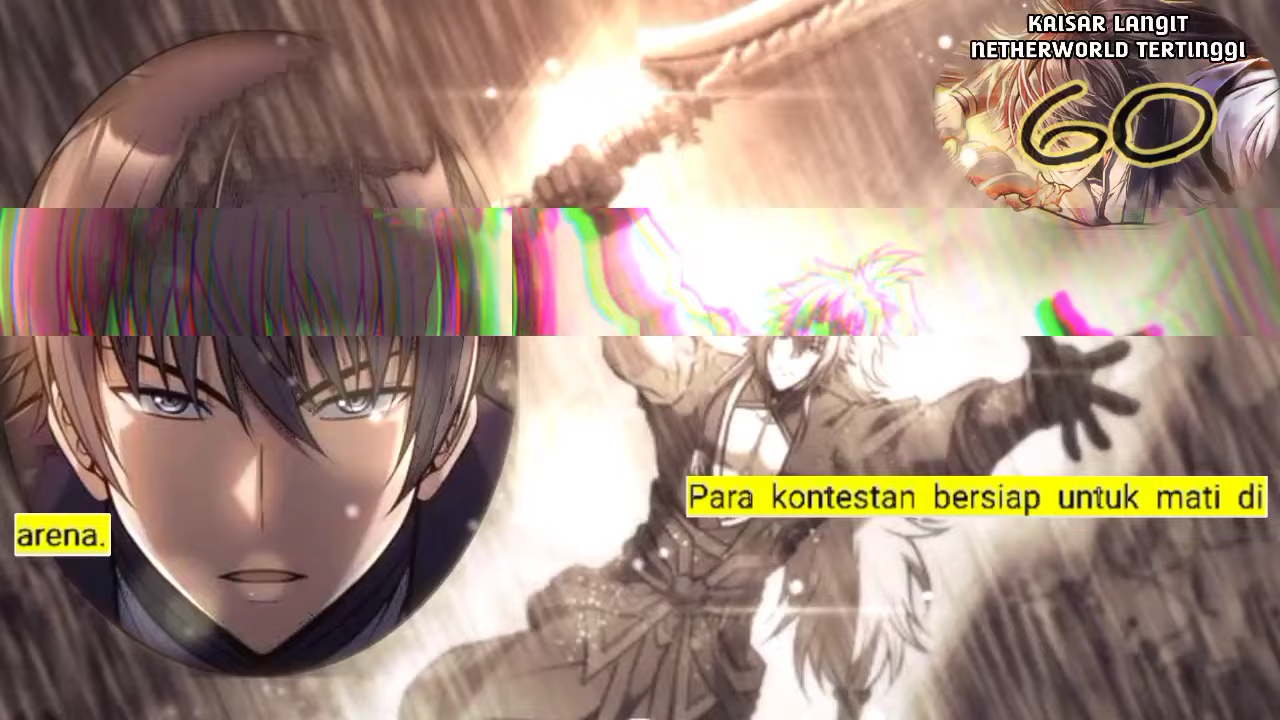 KAISAR LANGIT
NETHERWORLD TERTINGGI
60
Para kontestan bersiap untuk mati di
arena.